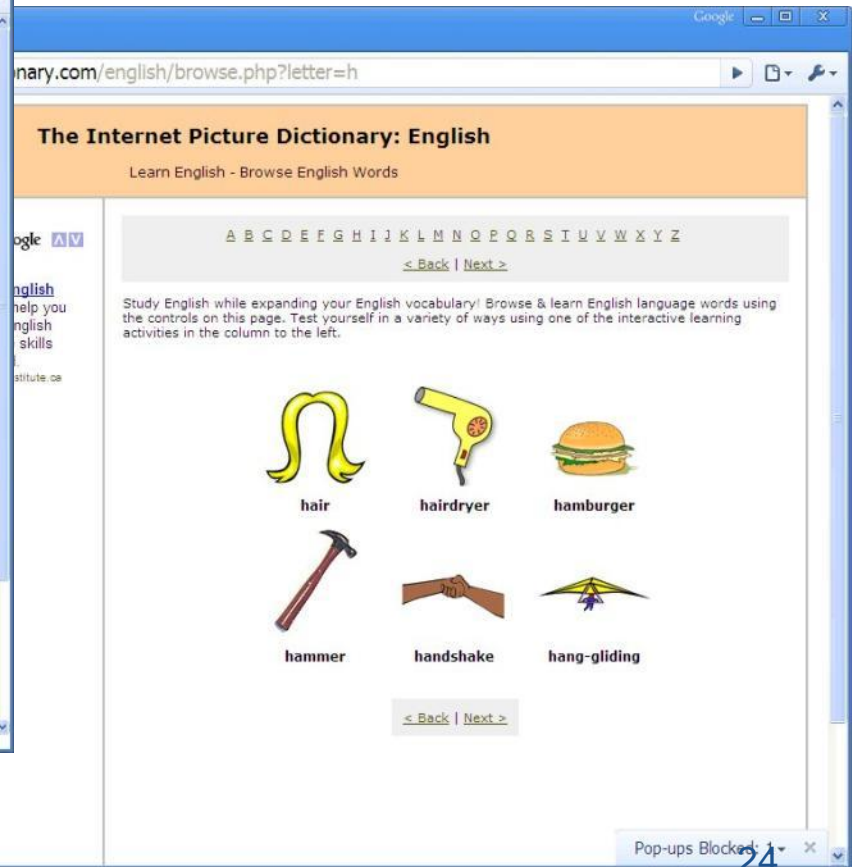 Google
nary.com/english/browse.php?letter=h
The Internet Picture Dictionary: English
Learn English - Browse English Words
ogle
nglish
help you
nglish
skills
l.
stitute.ca
A B C D E F G H I J K L M N O P Q R S T U V W X Y Z
< Back | Next >
Study English while expanding your English vocabulary! Browse & learn English language words using
the controls on this page. Test yourself in a variety of ways using one of the interactive learning
activities in the column to the left.
hair hairdryer hamburger
hammer handshake hang-gliding
< Back | Next >
Pop-ups Blocked: 1
24